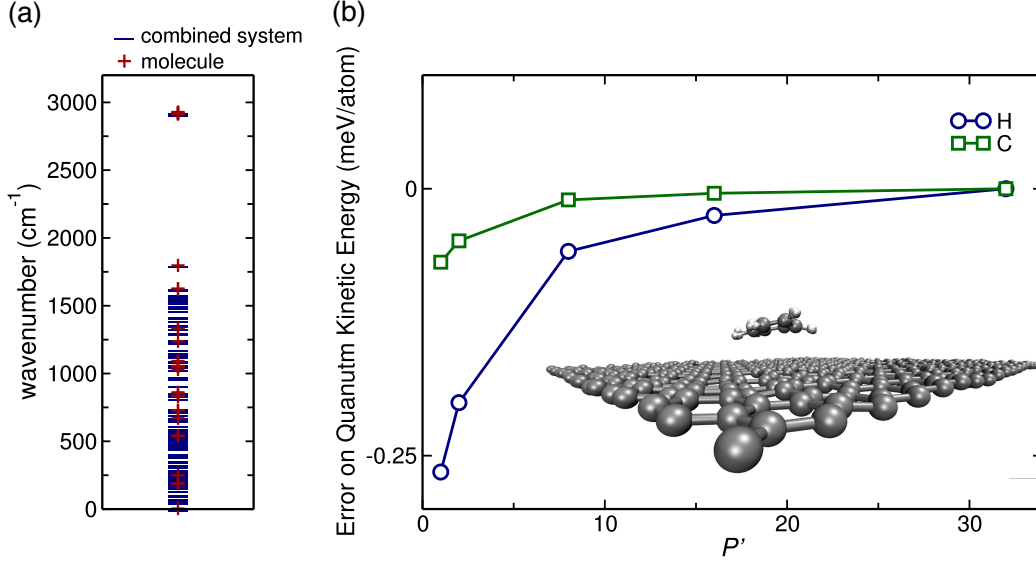 (a)
combined system
molecule
wavenumber (cm-1)
3000
2500
2000
1500
1000
500
0
(b)
Error on Quanutm Kinetic Energy (meV/atom)
H
C
0
-0.25
0
10
20
30
P'